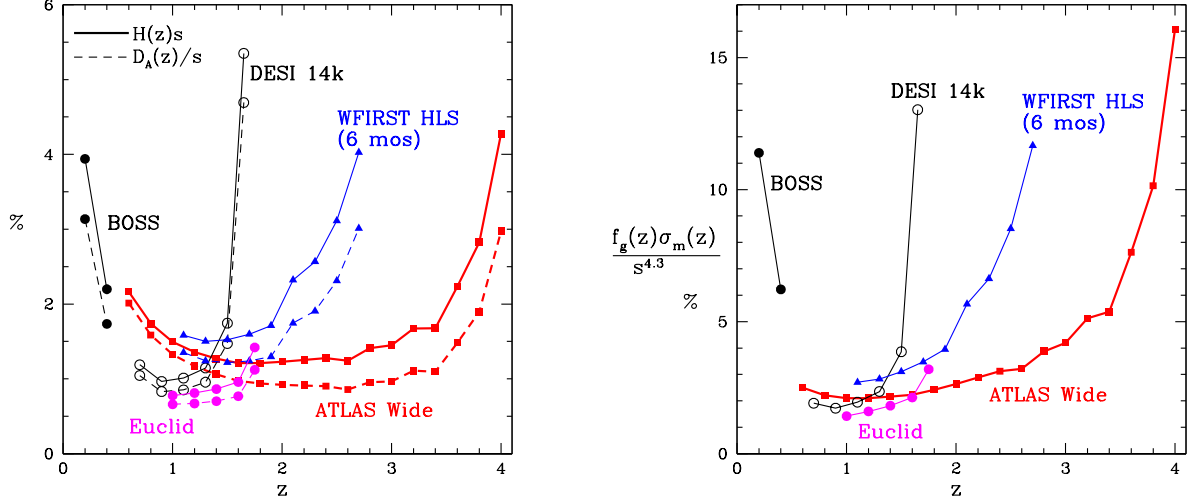 6
4
2
0
%
H(z)s
D_A(z)/s
DESI 14k
WFIRST HLS
(6 mos)
BOSS
ATLAS Wide
Euclid
0 1 2 3 4
z
15
10
5
0
f_g(z)σ_m(z)
s^4.3
%
DESI 14k
WFIRST HLS
(6 mos)
BOSS
ATLAS Wide
Euclid
0 1 2 3 4
z